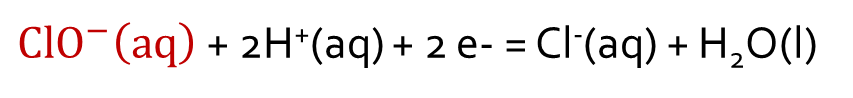 ClO⁻(aq) + 2H⁺(aq) + 2 e- = Cl⁻(aq) + H₂O(l)